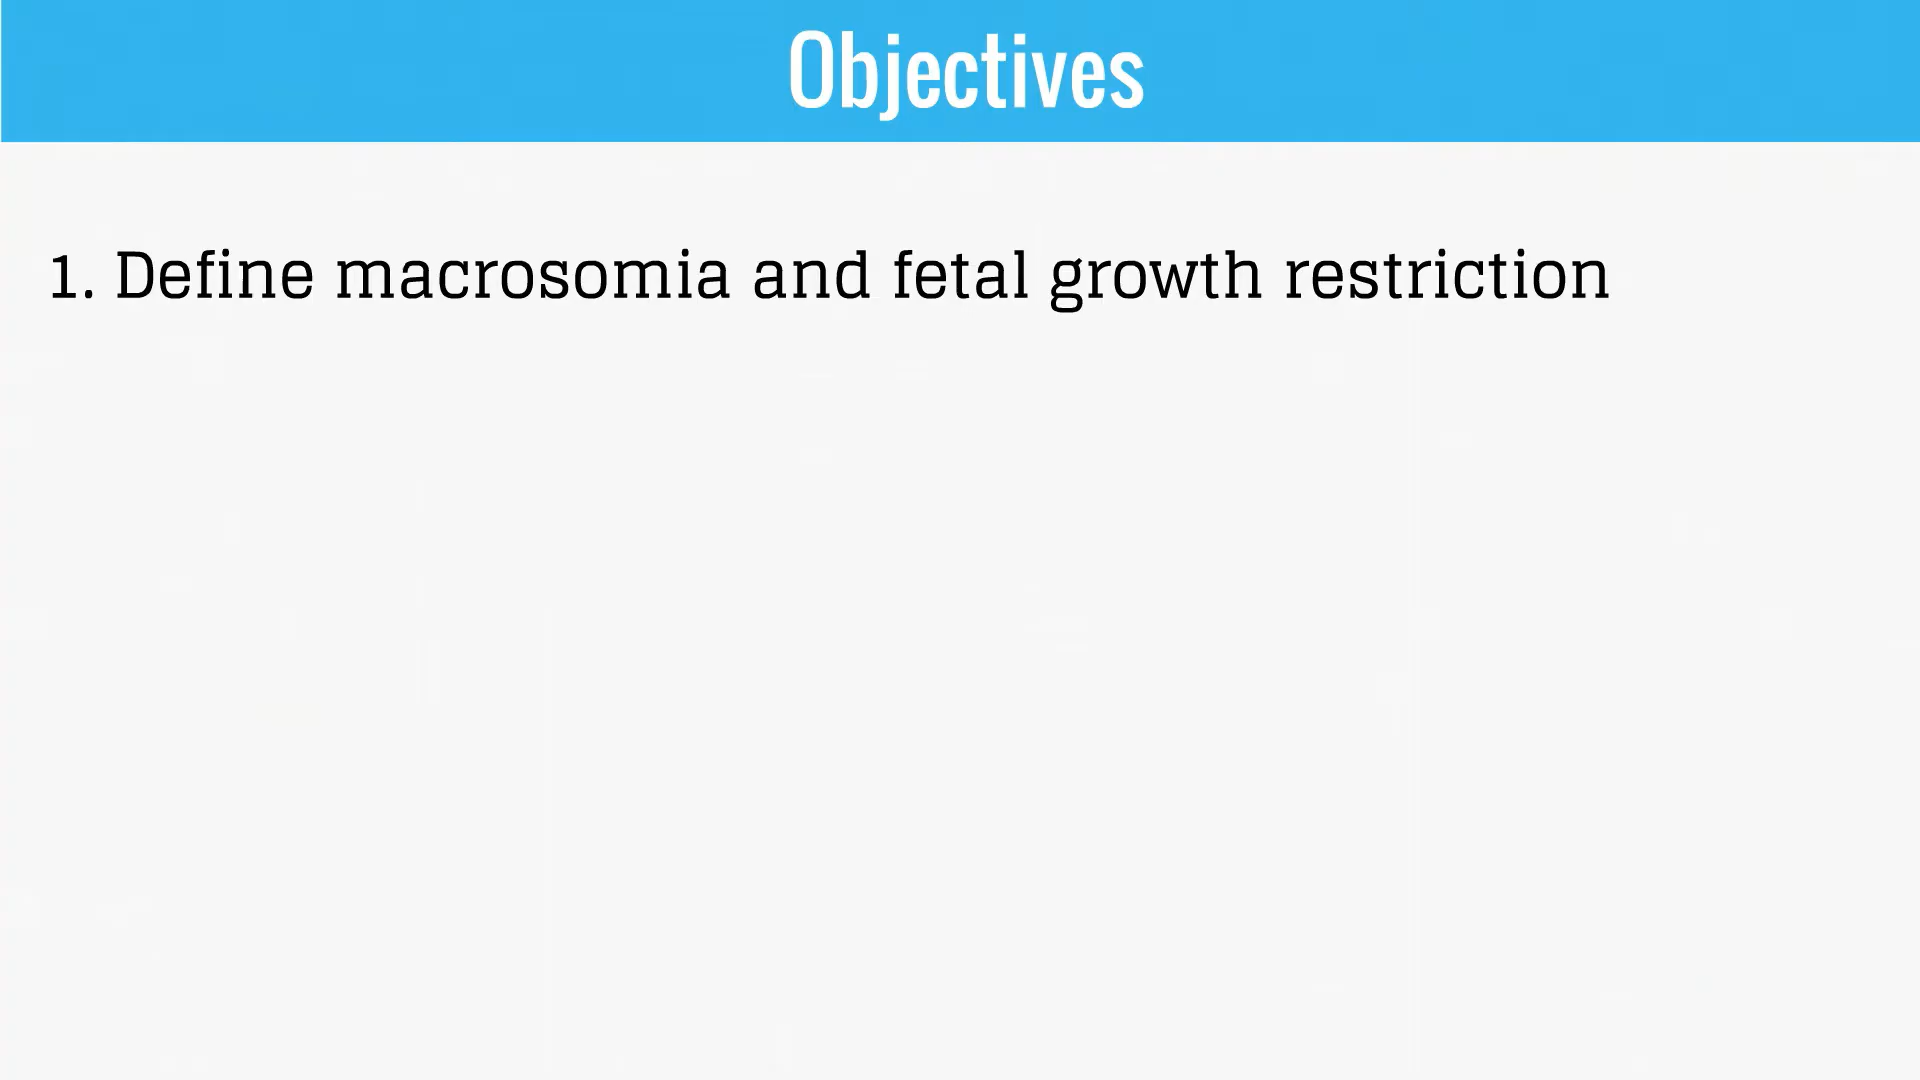 Objectives
1. Define macrosomia and fetal growth restriction